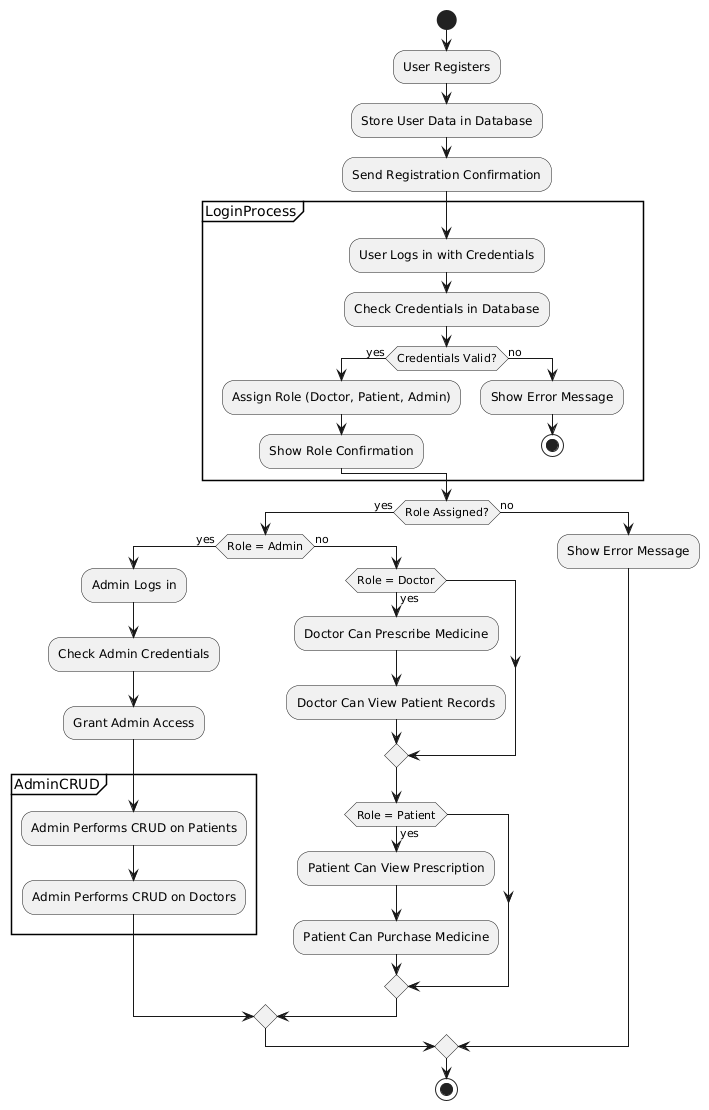 User Registers
Store User Data in Database
Send Registration Confirmation
LoginProcess
User Logs in with Credentials
Check Credentials in Database
yes
Credentials Valid?
no
Assign Role (Doctor, Patient, Admin)
Show Error Message
Show Role Confirmation
yes
Role Assigned?
no
yes
Role = Admin
no
Show Error Message
Admin Logs in
Role = Doctor
yes
Doctor Can Prescribe Medicine
Check Admin Credentials
Doctor Can View Patient Records
Grant Admin Access
AdminCRUD
Role = Patient
yes
Admin Performs CRUD on Patients
Patient Can View Prescription
Admin Performs CRUD on Doctors
Patient Can Purchase Medicine